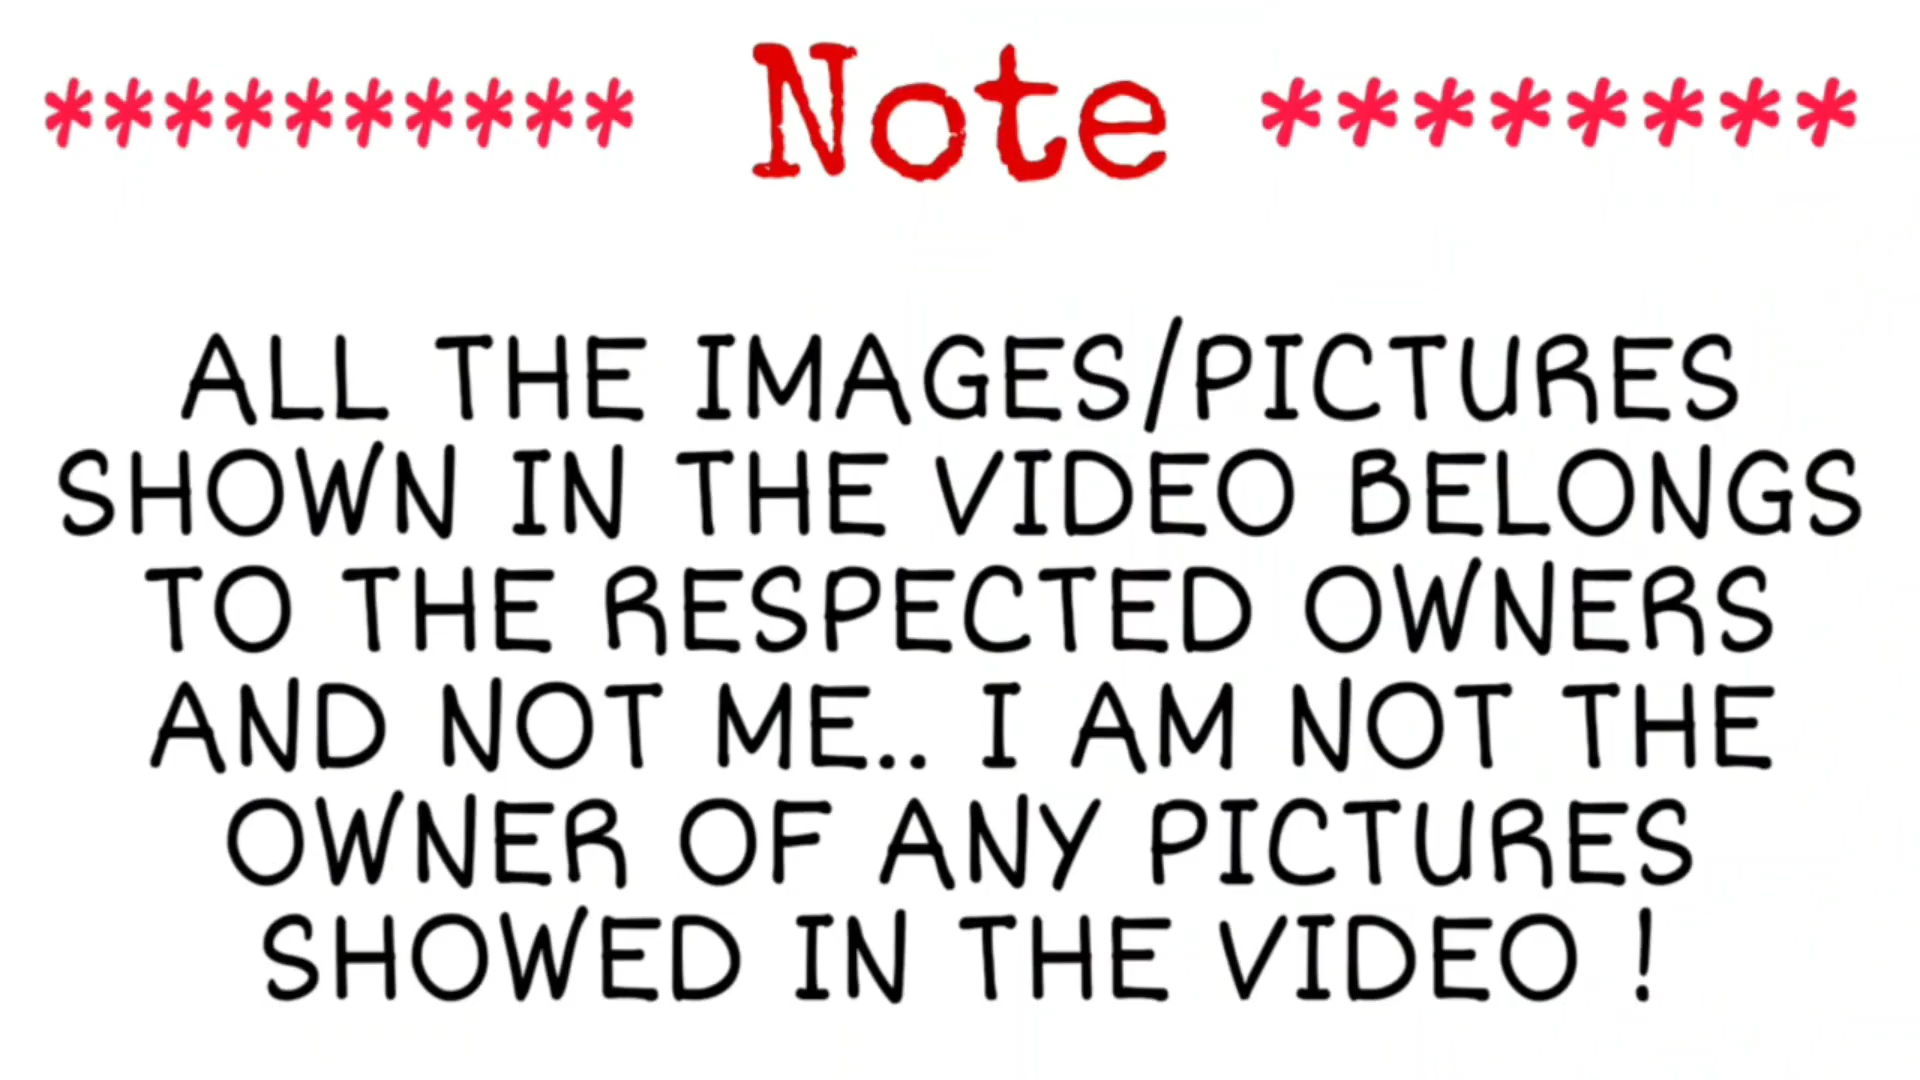 ********** Note ********
ALL THE IMAGES/PICTURES
SHOWN IN THE VIDEO BELONGS
TO THE RESPECTED OWNERS
AND NOT ME.. I AM NOT THE
OWNER OF ANY PICTURES
SHOWED IN THE VIDEO !